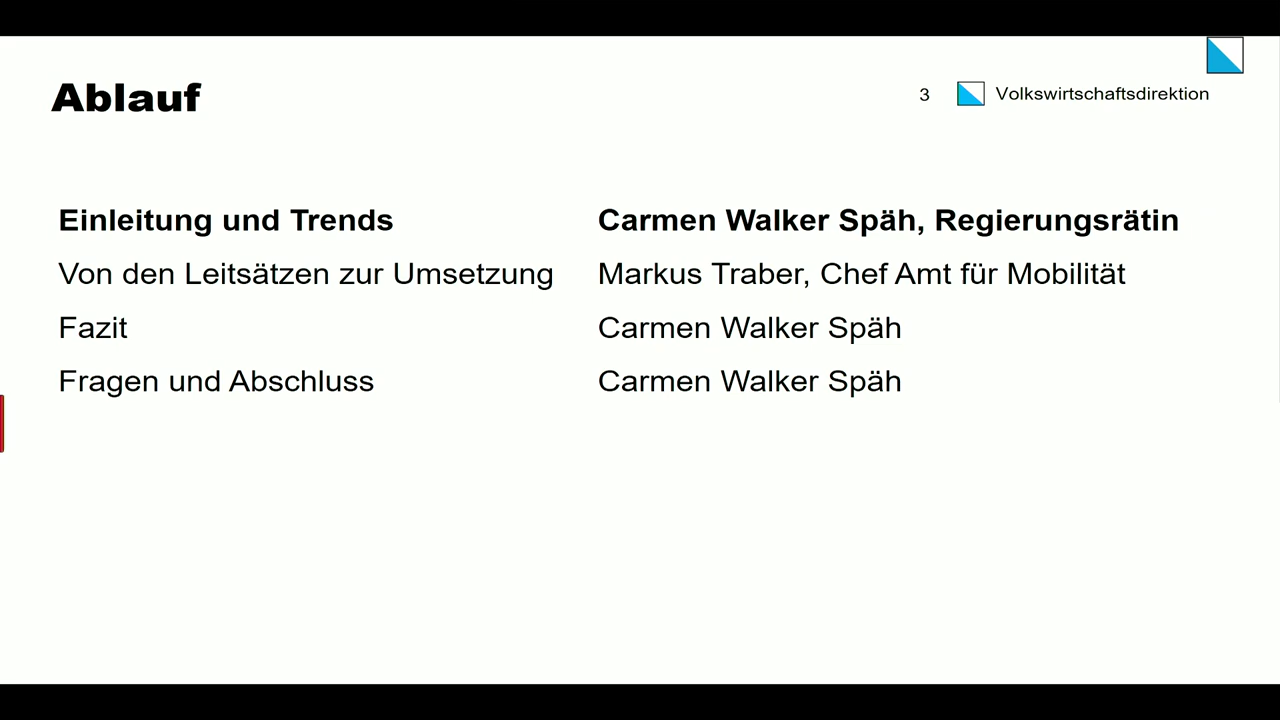 Ablauf
3 Volkswirtschaftsdirektion
Einleitung und Trends Carmen Walker Späh, Regierungsrätin
Von den Leitsätzen zur Umsetzung Markus Traber, Chef Amt für Mobilität
Fazit Carmen Walker Späh
Fragen und Abschluss Carmen Walker Späh